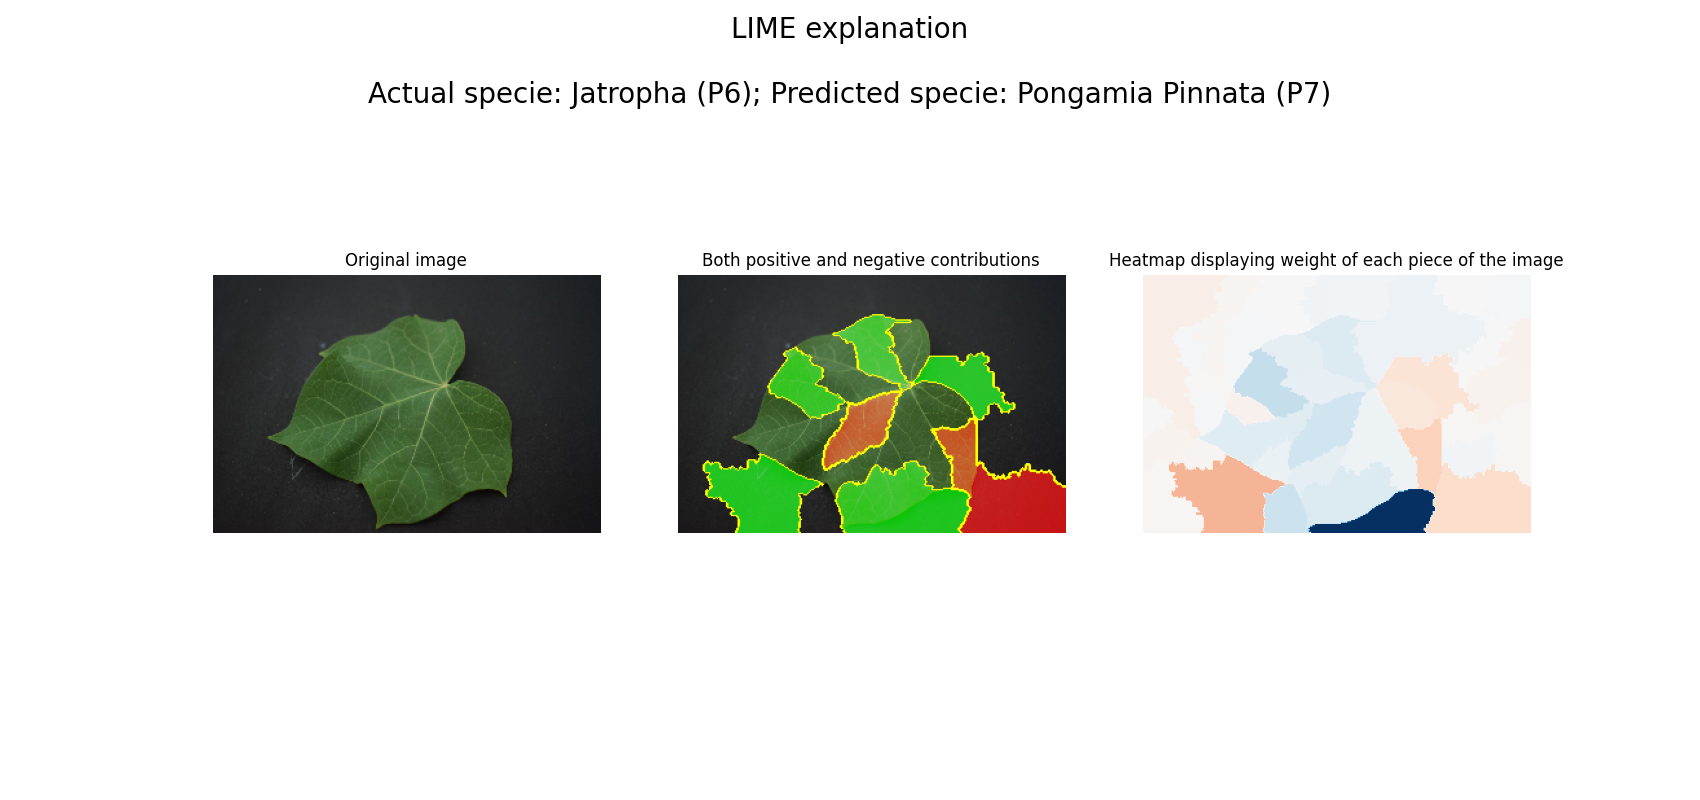 LIME explanation
Actual specie: Jatropha (P6); Predicted specie: Pongamia Pinnata (P7)
Original image
Both positive and negative contributions
Heatmap displaying weight of each piece of the image